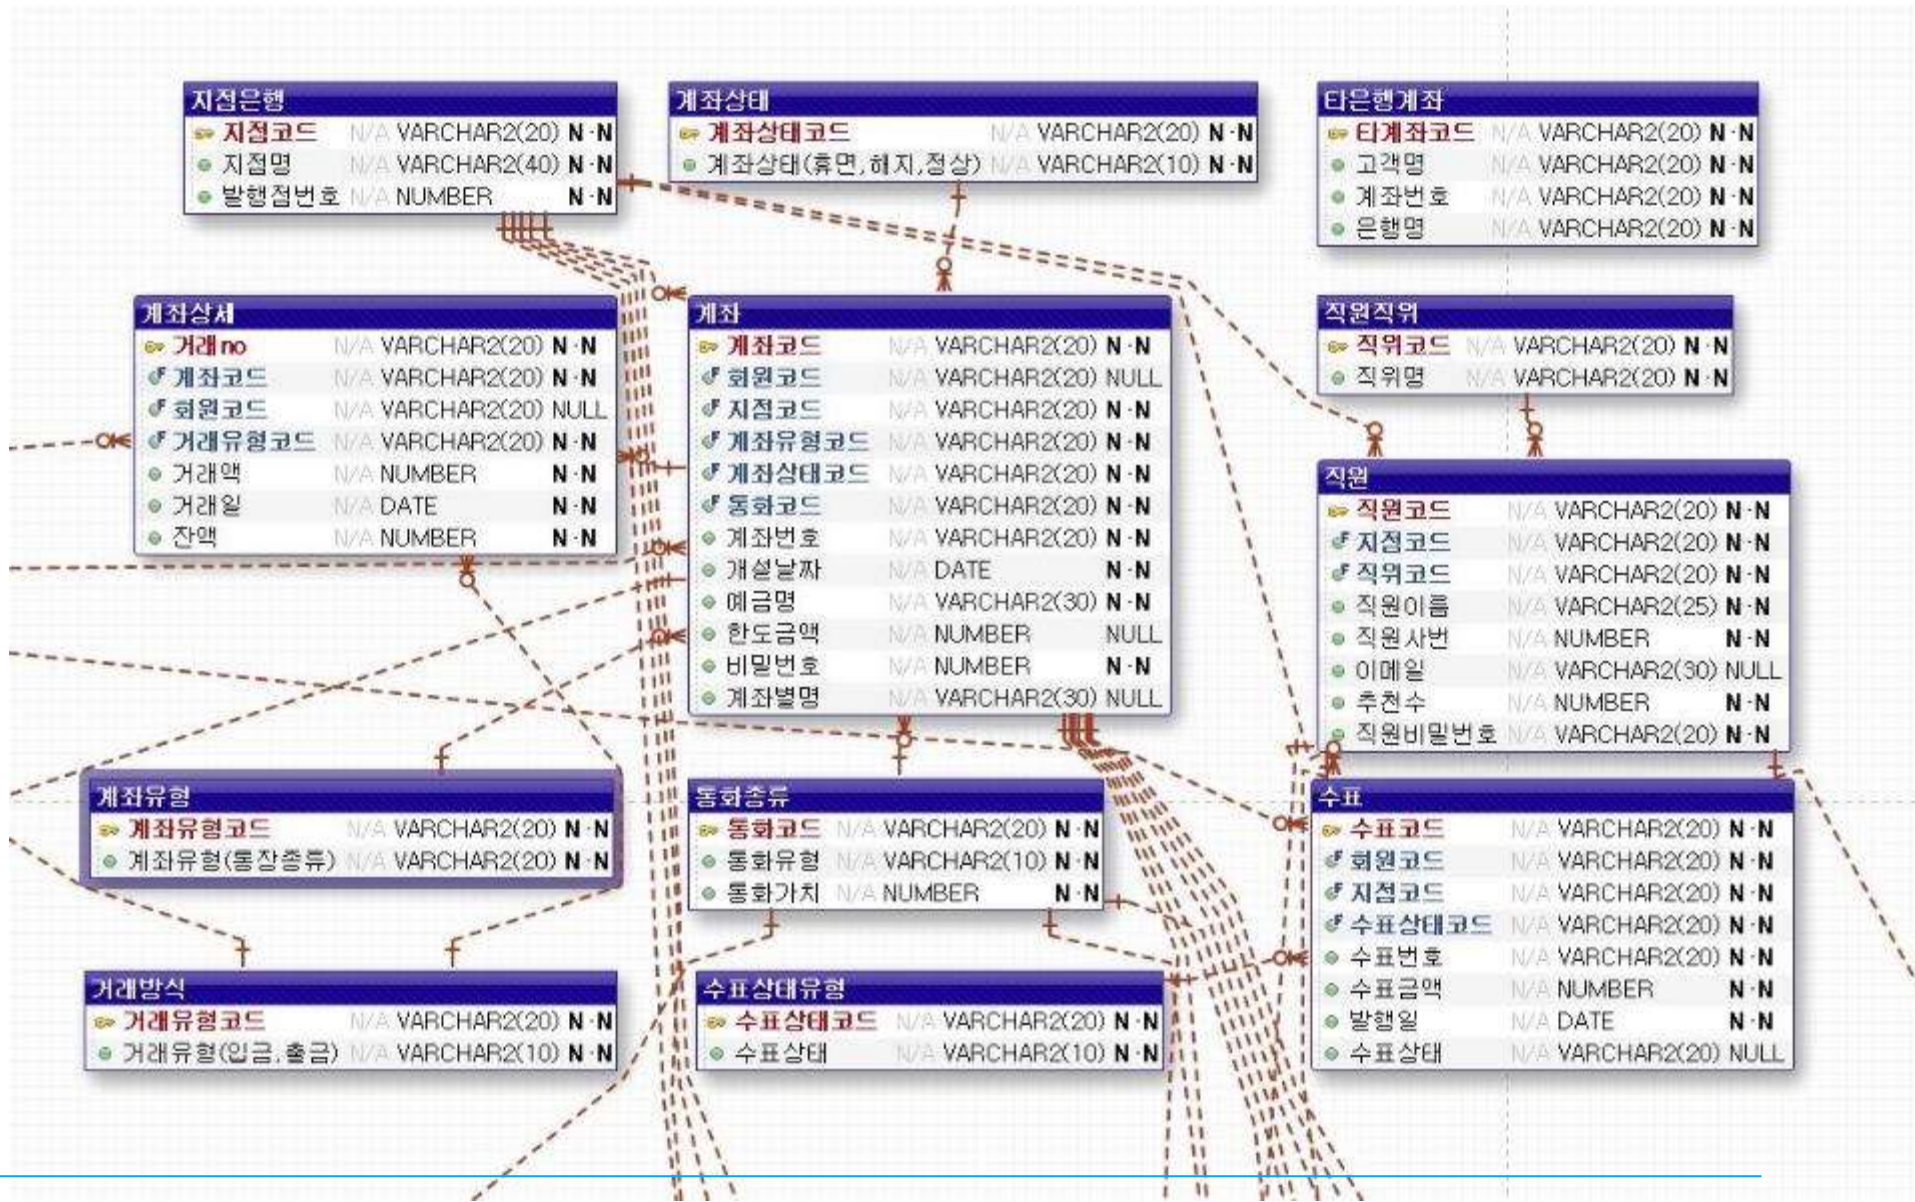 지점은행
지점코드 N/A VARCHAR2(20) N·N
지점명 N/A VARCHAR2(40) N·N
발행점번호 N/A NUMBER N·N
계좌상태
계좌상태코드 N/A VARCHAR2(20) N·N
계좌상태(휴면,해지,정상) N/A VARCHAR2(10) N·N
타은행계좌
타계좌코드 N/A VARCHAR2(20) N·N
고객명 N/A VARCHAR2(20) N·N
계좌번호 N/A VARCHAR2(20) N·N
은행명 N/A VARCHAR2(20) N·N
계좌상세
거래no N/A VARCHAR2(20) N·N
계좌코드 N/A VARCHAR2(20) N·N
회원코드 N/A VARCHAR2(20) NULL
거래유형코드 N/A VARCHAR2(20) N·N
거래액 N/A NUMBER N·N
거래일 N/A DATE N·N
잔액 N/A NUMBER N·N
계좌
계좌코드 N/A VARCHAR2(20) N·N
회원코드 N/A VARCHAR2(20) NULL
지점코드 N/A VARCHAR2(20) N·N
계좌유형코드 N/A VARCHAR2(20) N·N
계좌상태코드 N/A VARCHAR2(20) N·N
통화코드 N/A VARCHAR2(20) N·N
계좌번호 N/A VARCHAR2(20) N·N
개설날짜 N/A DATE N·N
예금명 N/A VARCHAR2(30) N·N
한도금액 N/A NUMBER NULL
비밀번호 N/A NUMBER N·N
계좌별명 N/A VARCHAR2(30) NULL
직원직위
직위코드 N/A VARCHAR2(20) N·N
직위명 N/A VARCHAR2(20) N·N
직원
직원코드 N/A VARCHAR2(20) N·N
지점코드 N/A VARCHAR2(20) N·N
직위코드 N/A VARCHAR2(20) N·N
직원이름 N/A VARCHAR2(25) N·N
직원사번 N/A NUMBER N·N
이메일 N/A VARCHAR2(30) NULL
추천수 N/A NUMBER N·N
직원비밀번호 N/A VARCHAR2(20) N·N
계좌유형
계좌유형코드 N/A VARCHAR2(20) N·N
계좌유형(통장종류) N/A VARCHAR2(20) N·N
통화종류
통화코드 N/A VARCHAR2(20) N·N
통화유형 N/A VARCHAR2(10) N·N
통화가치 N/A NUMBER N·N
수표
수표코드 N/A VARCHAR2(20) N·N
회원코드 N/A VARCHAR2(20) N·N
지점코드 N/A VARCHAR2(20) N·N
수표상태코드 N/A VARCHAR2(20) N·N
수표번호 N/A VARCHAR2(20) N·N
수표금액 N/A NUMBER N·N
발행일 N/A DATE N·N
수표상태 N/A VARCHAR2(20) NULL
거래방식
거래유형코드 N/A VARCHAR2(20) N·N
거래유형(입금,출금) N/A VARCHAR2(10) N·N
수표상태유형
수표상태코드 N/A VARCHAR2(20) N·N
수표상태 N/A VARCHAR2(10) N·N